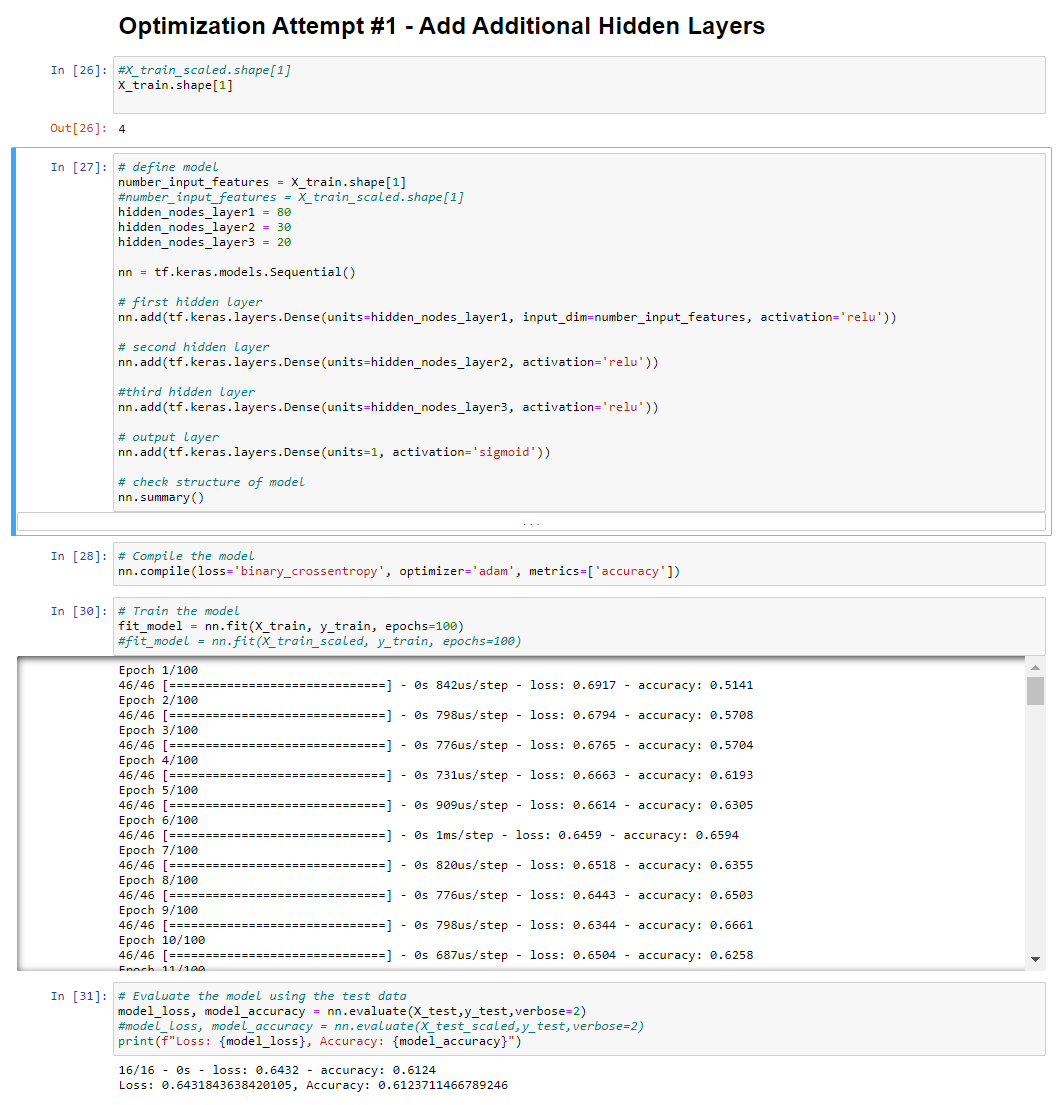 Optimization Attempt #1 - Add Additional Hidden Layers
In [26]: #X_train_scaled.shape[1]
X_train.shape[1]
Out[26]: 4
In [27]: # define model
number_input_features = X_train.shape[1]
#number_input_features = X_train_scaled.shape[1]
hidden_nodes_layer1 = 80
hidden_nodes_layer2 = 30
hidden_nodes_layer3 = 20
nn = tf.keras.models.Sequential()
# first hidden layer
nn.add(tf.keras.layers.Dense(units=hidden_nodes_layer1, input_dim=number_input_features, activation='relu'))
# second hidden layer
nn.add(tf.keras.layers.Dense(units=hidden_nodes_layer2, activation='relu'))
#third hidden layer
nn.add(tf.keras.layers.Dense(units=hidden_nodes_layer3, activation='relu'))
# output layer
nn.add(tf.keras.layers.Dense(units=1, activation='sigmoid'))
# check structure of model
nn.summary()
...
In [28]: # Compile the model
nn.compile(loss='binary_crossentropy', optimizer='adam', metrics=['accuracy'])
In [30]: # Train the model
fit_model = nn.fit(X_train, y_train, epochs=100)
#fit_model = nn.fit(X_train_scaled, y_train, epochs=100)
Epoch 1/100
46/46 [==============================] - 0s 842us/step - loss: 0.6917 - accuracy: 0.5141
Epoch 2/100
46/46 [==============================] - 0s 798us/step - loss: 0.6794 - accuracy: 0.5708
Epoch 3/100
46/46 [==============================] - 0s 776us/step - loss: 0.6765 - accuracy: 0.5704
Epoch 4/100
46/46 [==============================] - 0s 731us/step - loss: 0.6663 - accuracy: 0.6193
Epoch 5/100
46/46 [==============================] - 0s 909us/step - loss: 0.6614 - accuracy: 0.6305
Epoch 6/100
46/46 [==============================] - 0s 1ms/step - loss: 0.6459 - accuracy: 0.6594
Epoch 7/100
46/46 [==============================] - 0s 820us/step - loss: 0.6518 - accuracy: 0.6355
Epoch 8/100
46/46 [==============================] - 0s 776us/step - loss: 0.6443 - accuracy: 0.6503
Epoch 9/100
46/46 [==============================] - 0s 798us/step - loss: 0.6344 - accuracy: 0.6661
Epoch 10/100
46/46 [==============================] - 0s 687us/step - loss: 0.6504 - accuracy: 0.6258
Epoch 11/100
In [31]: # Evaluate the model using the test data
model_loss, model_accuracy = nn.evaluate(X_test,y_test,verbose=2)
#model_loss, model_accuracy = nn.evaluate(X_test_scaled,y_test,verbose=2)
print(f"Loss: {model_loss}, Accuracy: {model_accuracy}")
16/16 - 0s - loss: 0.6432 - accuracy: 0.6124
Loss: 0.6431843638420105, Accuracy: 0.6123711466789246